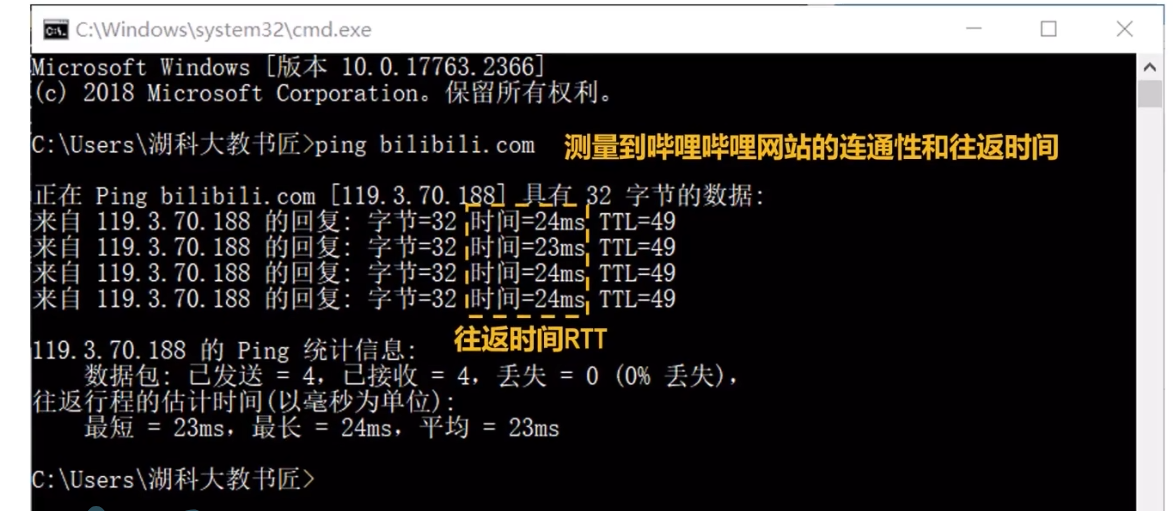 C:\Windows\system32\cmd.exe
Microsoft Windows [版本 10.0.17763.2366]
(c) 2018 Microsoft Corporation。保留所有权利。
C:\Users\湖科大教书匠>ping bilibili.com 测量到哔哩哔哩网站的连通性和往返时间
正在 Ping bilibili.com [119.3.70.188] 具有 32 字节的数据:
来自 119.3.70.188 的回复: 字节=32 时间=24ms TTL=49
来自 119.3.70.188 的回复: 字节=32 时间=23ms TTL=49
来自 119.3.70.188 的回复: 字节=32 时间=24ms TTL=49
来自 119.3.70.188 的回复: 字节=32 时间=24ms TTL=49
往返时间RTT
119.3.70.188 的 Ping 统计信息:
数据包: 已发送 = 4，已接收 = 4，丢失 = 0 (0% 丢失)，
往返行程的估计时间(以毫秒为单位):
最短 = 23ms，最长 = 24ms，平均 = 23ms
C:\Users\湖科大教书匠>